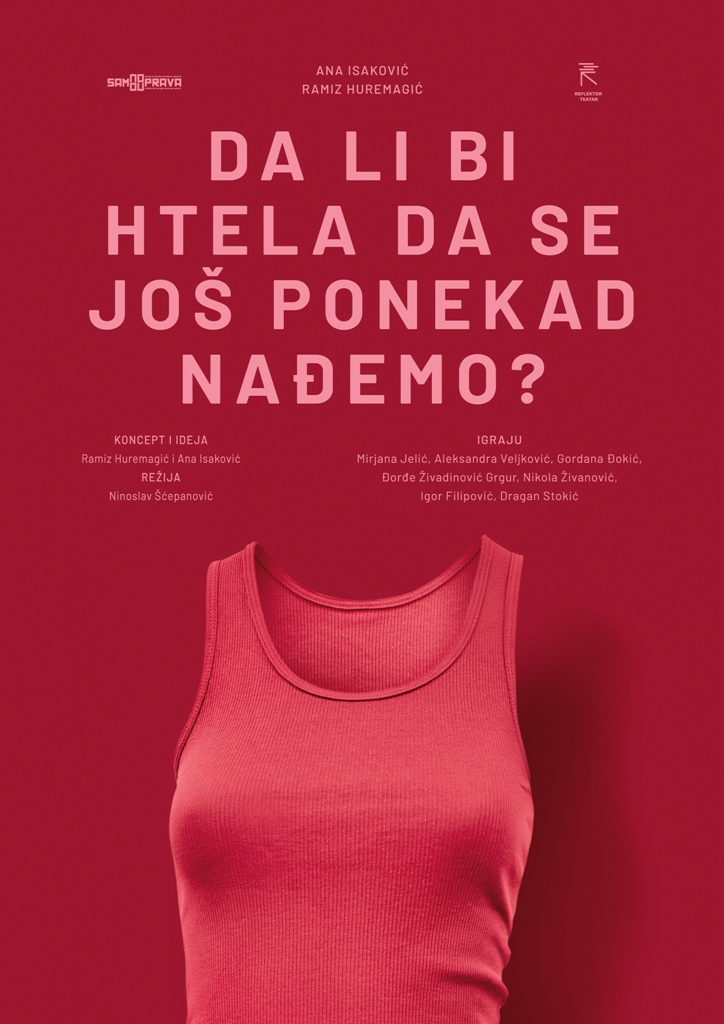 SAMOOPRAVA
ANA ISAKOVIĆ
RAMIZ HUREMAGIĆ
REFLEKTOR
TEATAR
DA LI BI
HTELA DA SE
JOŠ PONEKAD
NAĐEMO?
KONCEPT I IDEJA
Ramiz Huremagić i Ana Isaković
REŽIJA
Ninoslav Šćepanović
IGRAJU
Mirjana Jelić, Aleksandra Veljković, Gordana Đokić,
Đorđe Živadinović Grgur, Nikola Živanović,
Igor Filipović, Dragan Stokić